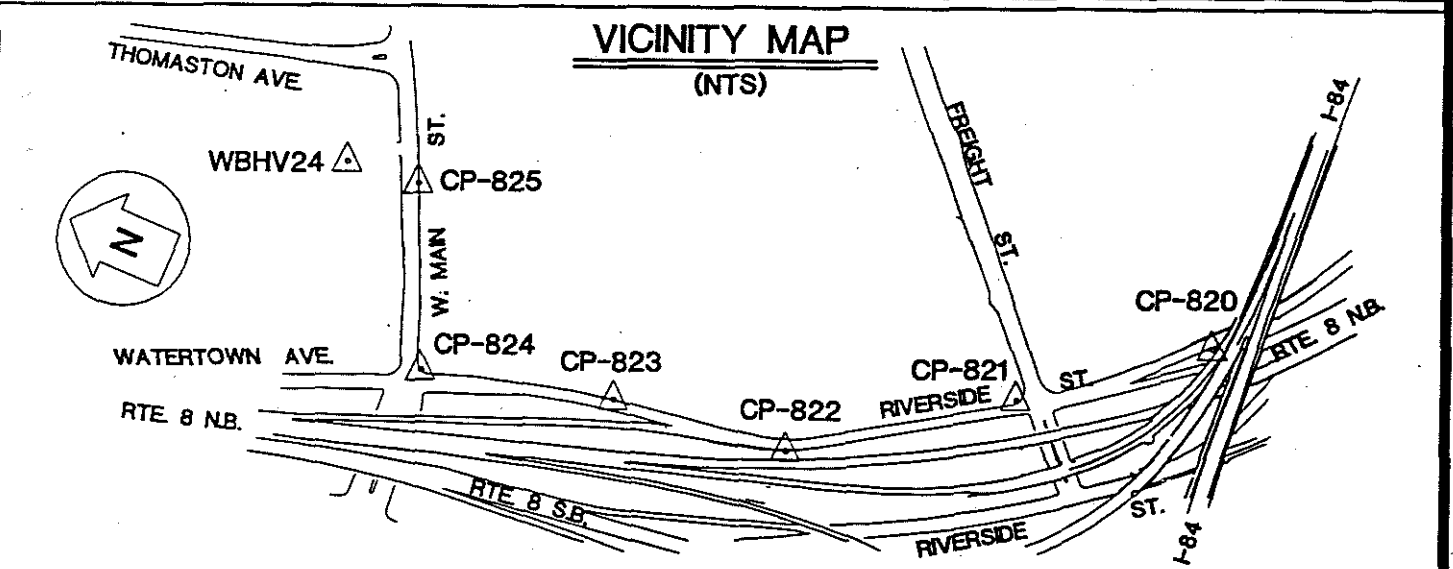 VICINITY MAP
(NTS)
THOMASTON AVE.
ST.
W. MAIN
WBHV24
CP-825
N
FREIGHT
ST.
I-84
CP-820
RTE 8 N.B.
WATERTOWN AVE.
CP-824
CP-823
CP-821
ST.
RIVERSIDE
CP-822
RTE. 8 N.B.
RTE. 8 S.B.
RIVERSIDE
ST.
I-84